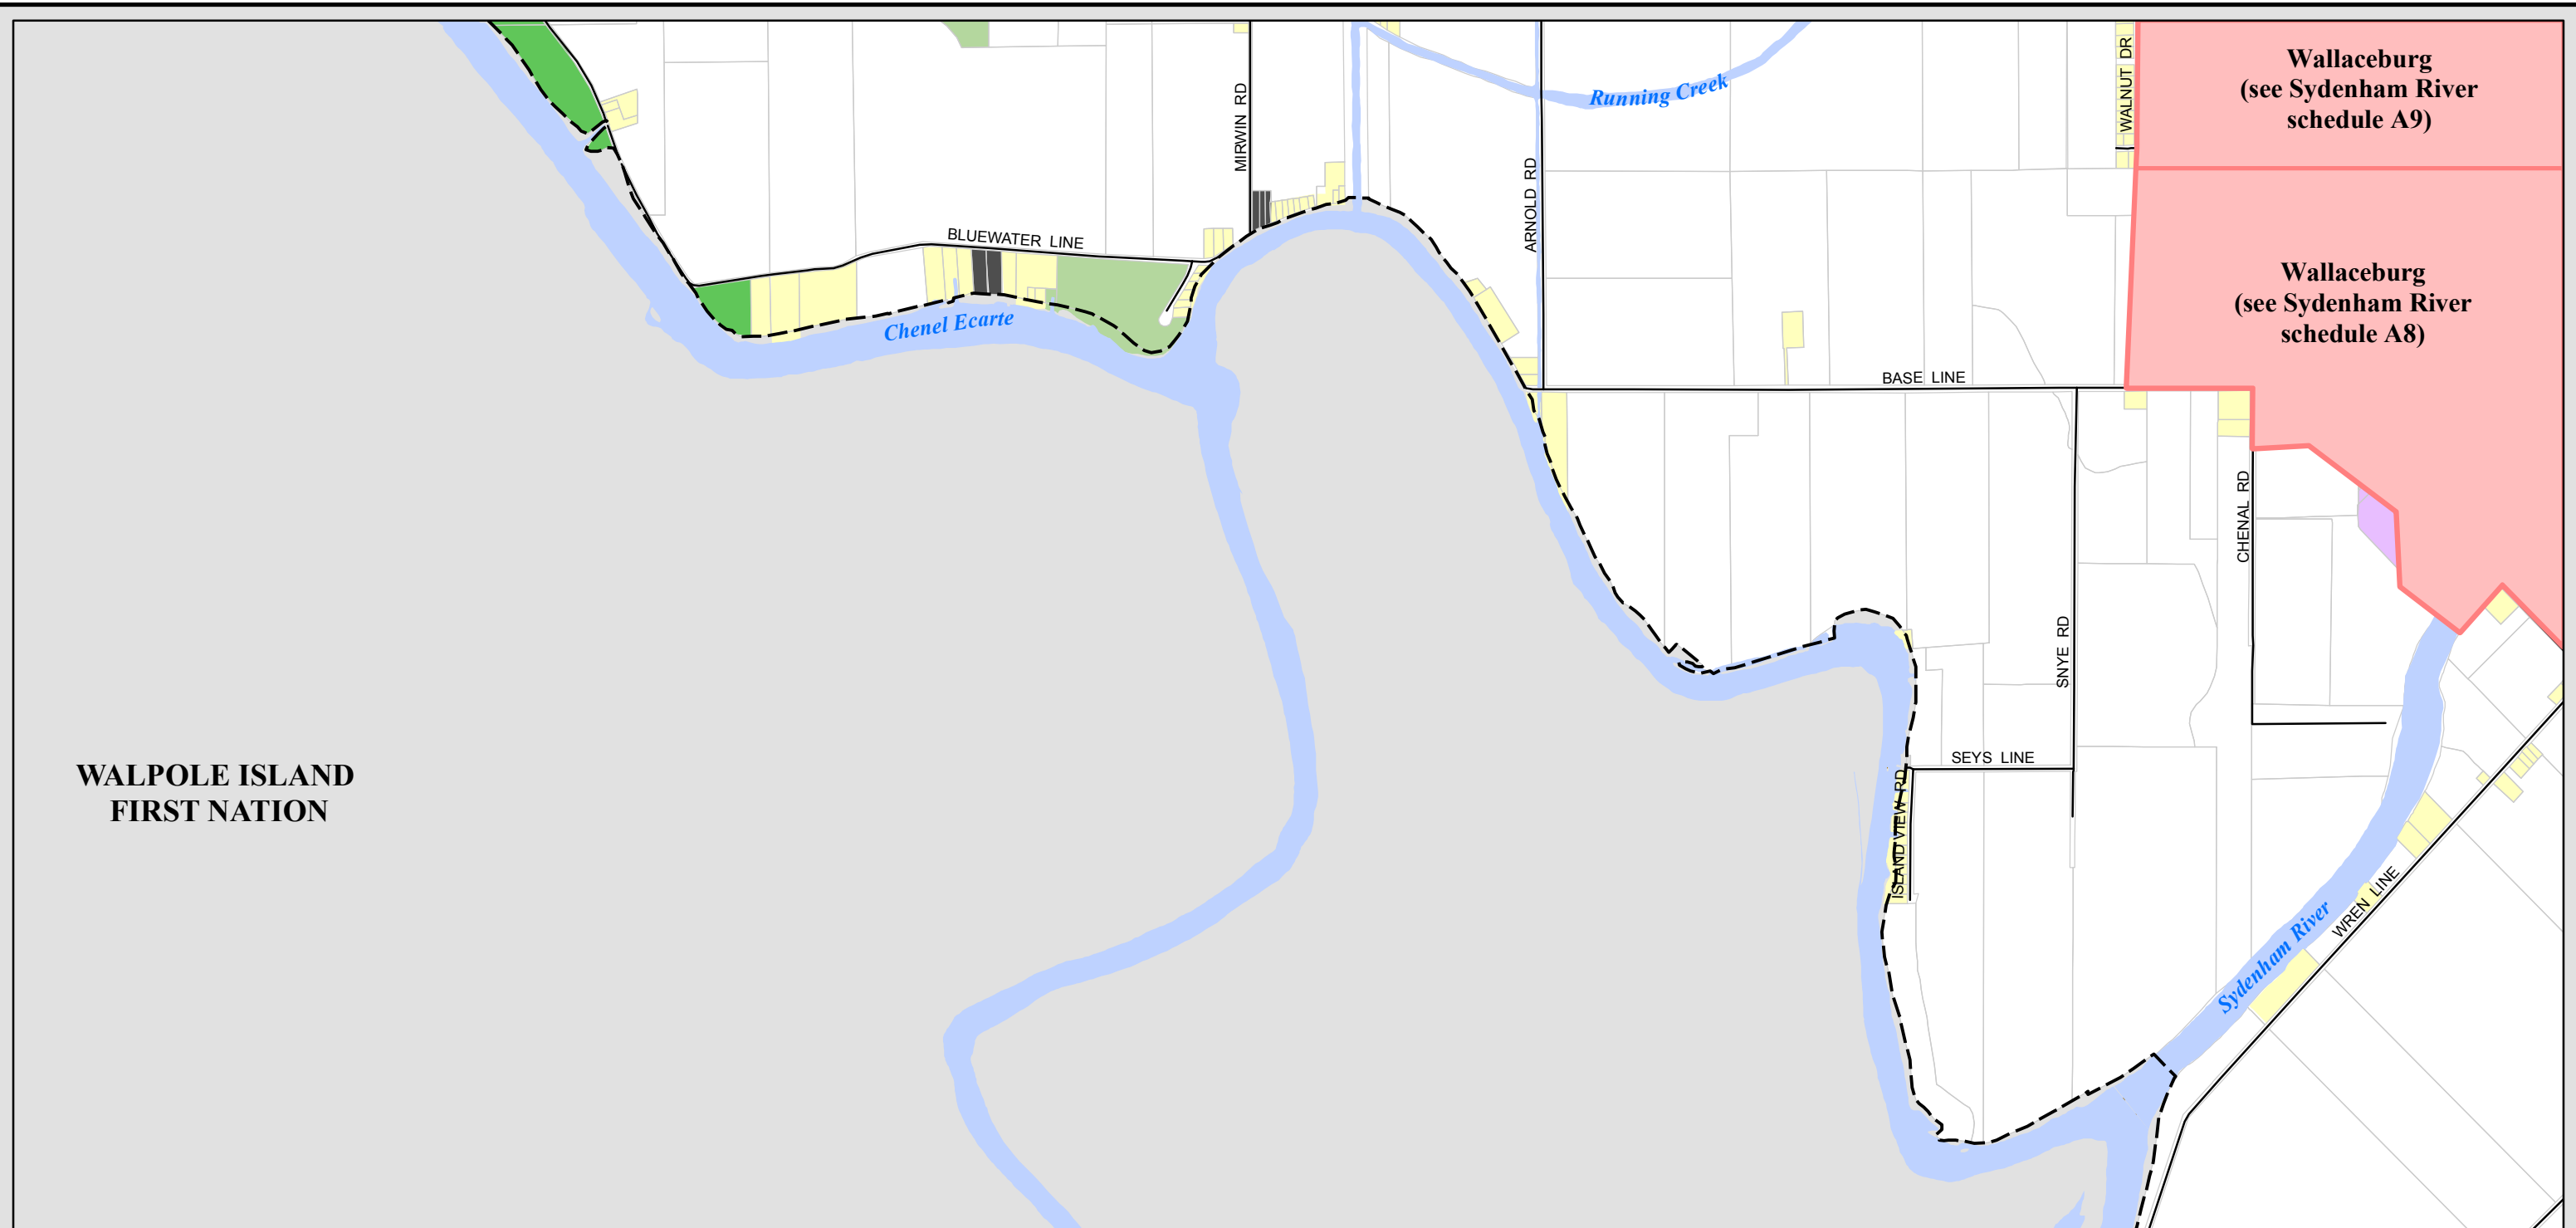 Wallaceburg
(see Sydenham River
schedule A9)
WALNUT DR
Running Creek
MIRWIN RD
ARNOLD RD
BLUEWATER LINE
Chenel Ecarte
Wallaceburg
(see Sydenham River
schedule A8)
BASE LINE
CHENAL RD
SNYE RD
SEYS LINE
ISLAND VIEW RD
WALPOLE ISLAND
FIRST NATION
WREN LINE
Sydenham River